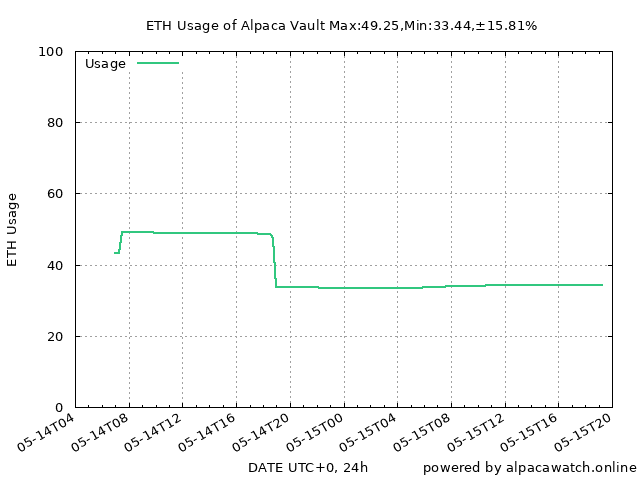 ETH Usage of Alpaca Vault Max:49.25,Min:33.44,±15.81%
Usage
100
80
60
40
20
0
ETH Usage
05-14T04
05-14T08
05-14T12
05-14T16
05-14T20
05-15T00
05-15T04
05-15T08
05-15T12
05-15T16
05-15T20
DATE UTC+0, 24h
powered by alpacawatch.online